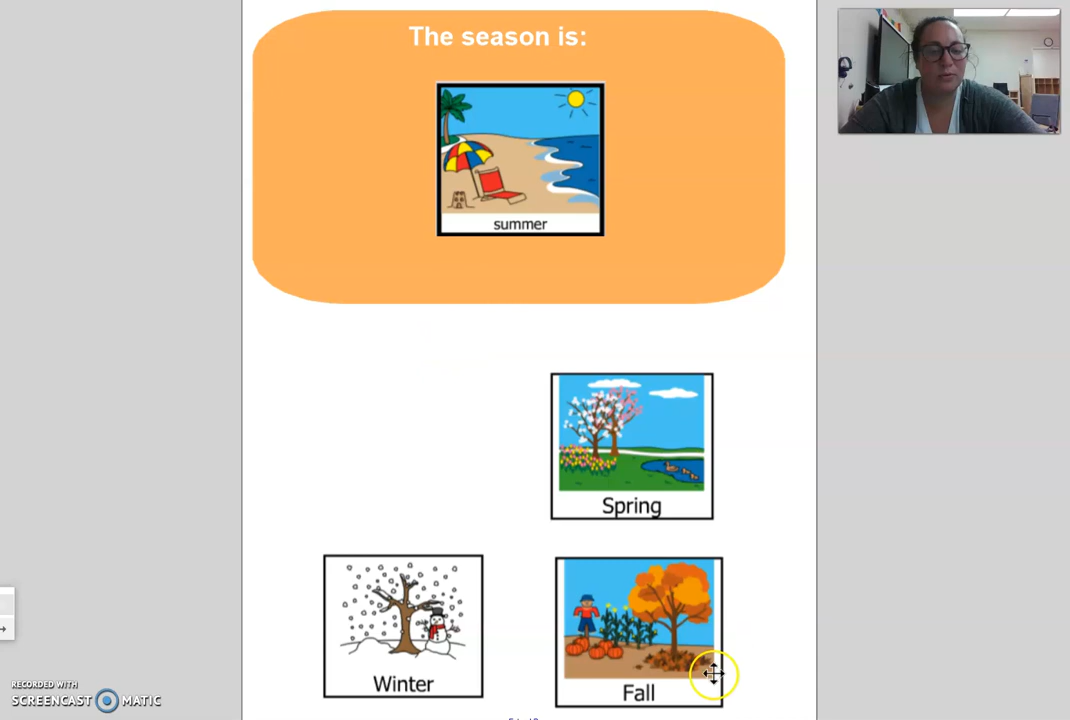 The season is:
summer
Spring
Winter
Fall
RECORDED WITH
SCREENCAST MATIC